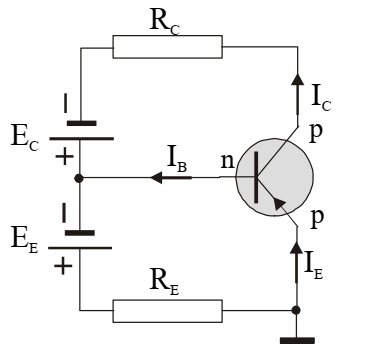 R_C
−
I_C
p
E_C
+
I_B
n
−
p
E_E
+
I_E
R_E